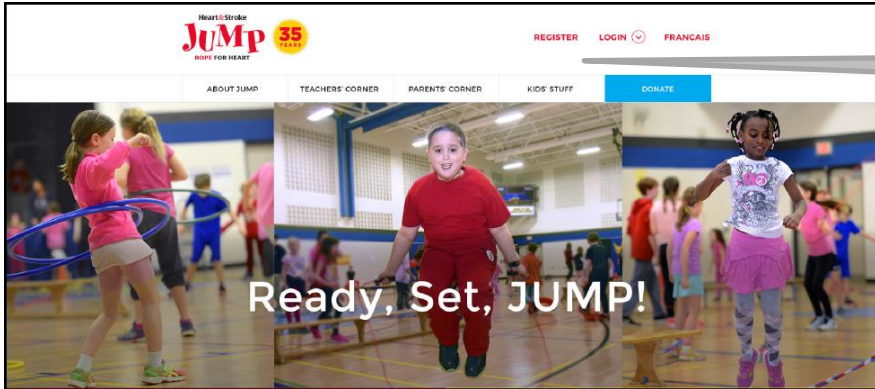 Heart&Stroke
JUMP
ROPE FOR HEART
35
YEARS
REGISTER LOGIN FRANCAIS
ABOUT JUMP TEACHERS' CORNER PARENTS' CORNER KIDS' STUFF DONATE
Ready, Set, JUMP!